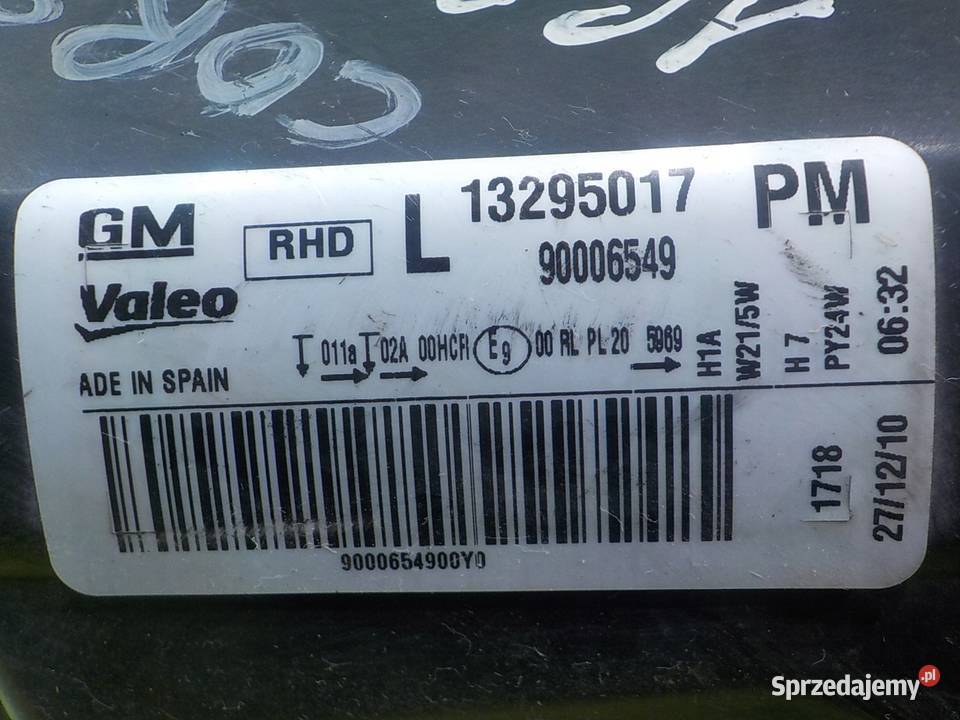 GM RHD L 13295017 PM
Valeo 90006549
011a 02A 00HCR E9 00 RL PL 20 5969
ADE IN SPAIN
H1A
W21/5W
H 7
PY24W
06:32
1718
27/12/10
9000654900Y0
Sprzedajemy.pl